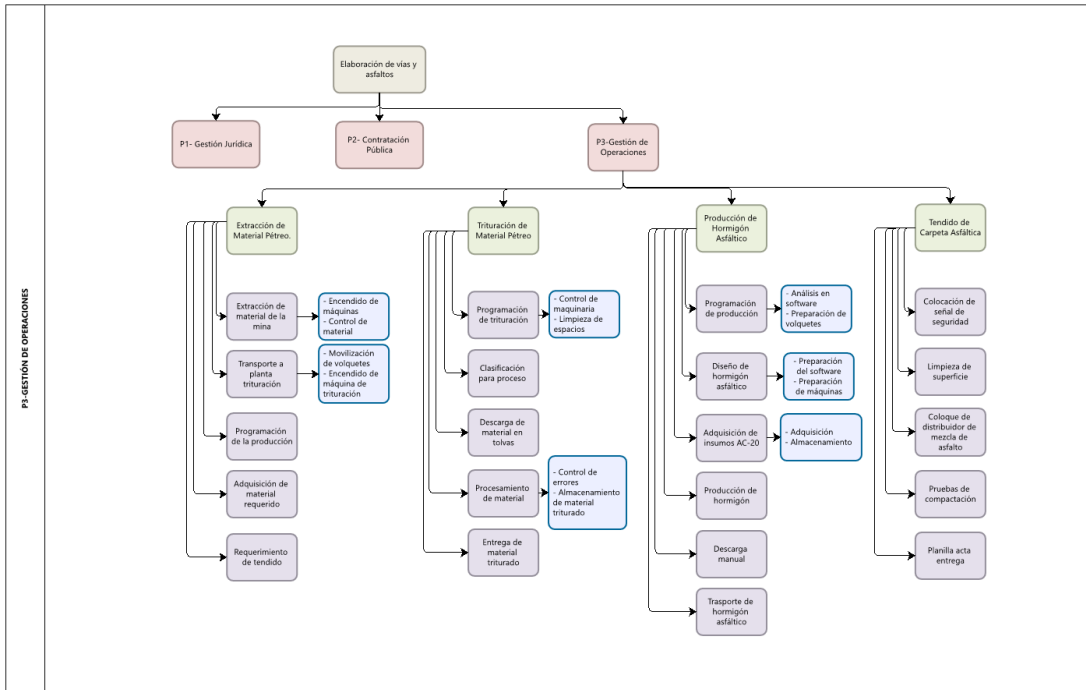 P3-GESTIÓN DE OPERACIONES
Elaboración de vías y
asfaltos
P1- Gestión Jurídica
P2- Contratación
Pública
P3-Gestión de
Operaciones
Extracción de
Material Pétreo.
Trituración de
Material Pétreo
Producción de
Hormigón
Asfáltico
Tendido de
Carpeta Asfáltica
Extracción de
material de la
mina
- Encendido de
máquinas
- Control de
material
Transporte a
planta
trituración
- Movilización
de volquetes
- Encendido de
máquina de
trituración
Programación
de la producción
Adquisición de
material
requerido
Requerimiento
de tendido
Programación
de trituración
- Control de
maquinaria
- Limpieza de
espacios
Clasificación
para proceso
Descarga de
material en
tolvas
Procesamiento
de material
- Control de
errores
- Almacenamiento
de material
triturado
Entrega de
material
triturado
Programación
de producción
- Análisis en
software
- Preparación de
volquetes
Diseño de
hormigón
asfáltico
- Preparación
del software
- Preparación
de máquinas
Adquisición de
insumos AC-20
- Adquisición
- Almacenamiento
Producción de
hormigón
Descarga
manual
Trasporte de
hormigón
asfáltico
Colocación de
señal de
seguridad
Limpieza de
superficie
Coloque de
distribuidor de
mezcla de
asfalto
Pruebas de
compactación
Planilla acta
entrega